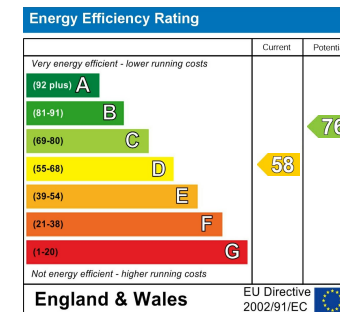 Energy Efficiency Rating
Current Potenti
Very energy efficient - lower running costs
(92 plus) A
(81-91) B
(69-80) C
(55-68) D
(39-54) E
(21-38) F
(1-20) G
58
76
Not energy efficient - higher running costs
England & Wales
EU Directive
2002/91/EC